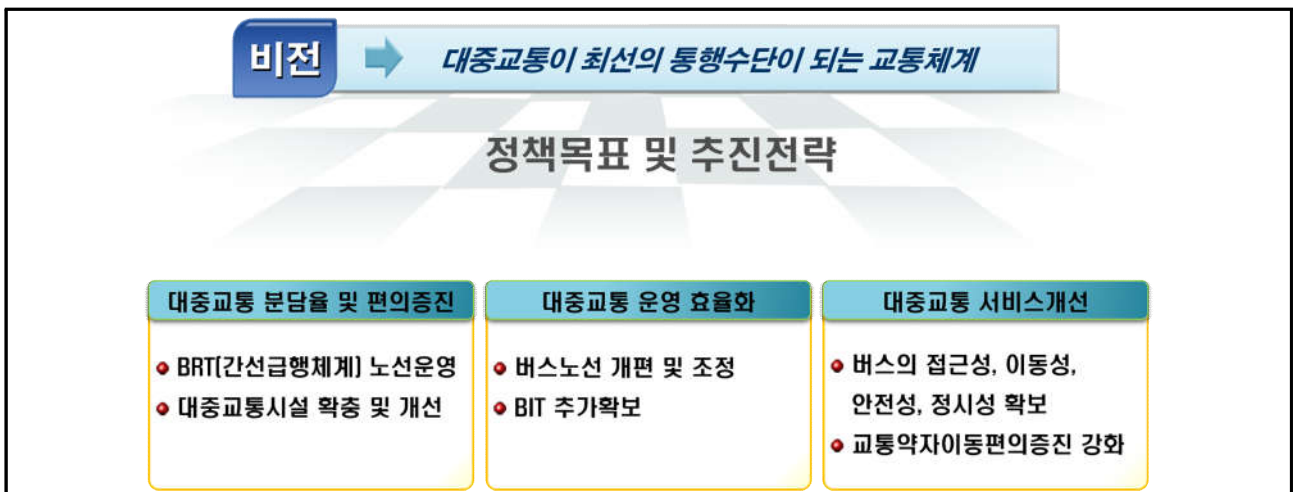 비전
대중교통이 최선의 통행수단이 되는 교통체계
정책목표 및 추진전략
대중교통 분담율 및 편의증진
BRT(간선급행체계) 노선운영
대중교통시설 확충 및 개선
대중교통 운영 효율화
버스노선 개편 및 조정
BIT 추가확보
대중교통 서비스개선
버스의 접근성, 이동성,
안전성, 정시성 확보
교통약자이동편의증진 강화